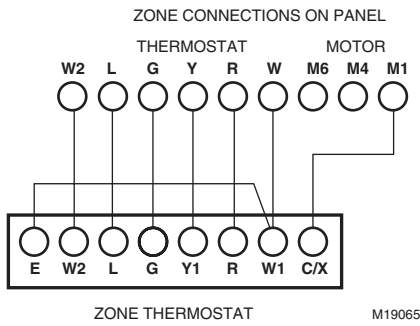 ZONE CONNECTIONS ON PANEL
THERMOSTAT MOTOR
W2 L G Y R W M6 M4 M1
E W2 L G Y1 R W1 C/X
ZONE THERMOSTAT M19065